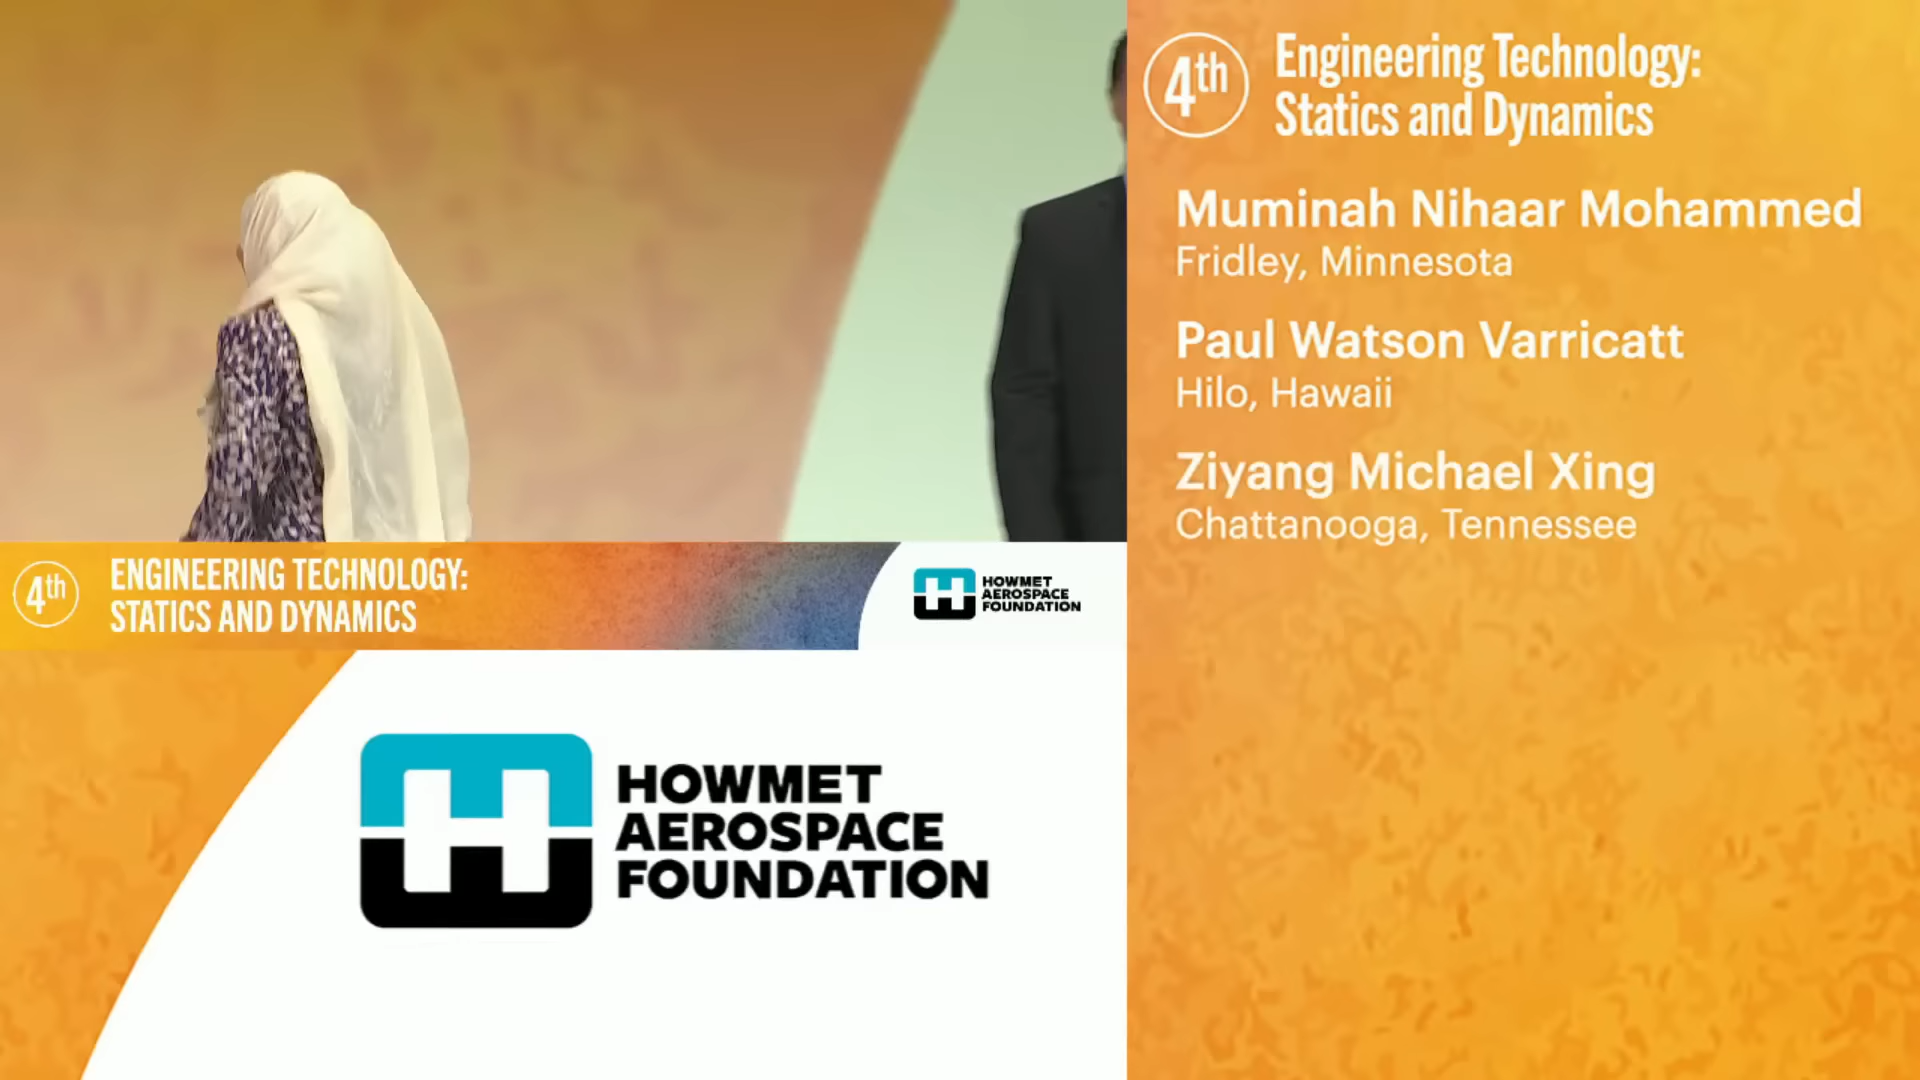 4th
Engineering Technology:
Statics and Dynamics
Muminah Nihaar Mohammed
Fridley, Minnesota
Paul Watson Varricatt
Hilo, Hawaii
Ziyang Michael Xing
Chattanooga, Tennessee
4th
ENGINEERING TECHNOLOGY:
STATICS AND DYNAMICS
HOWMET
AEROSPACE
FOUNDATION
HOWMET
AEROSPACE
FOUNDATION